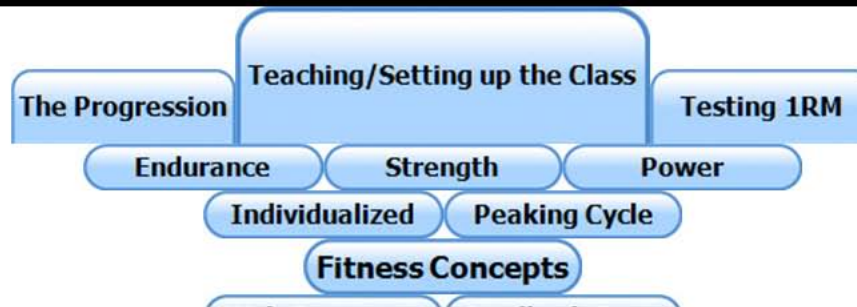 Teaching/Setting up the Class
The Progression
Testing 1RM
Endurance
Strength
Power
Individualized
Peaking Cycle
Fitness Concepts